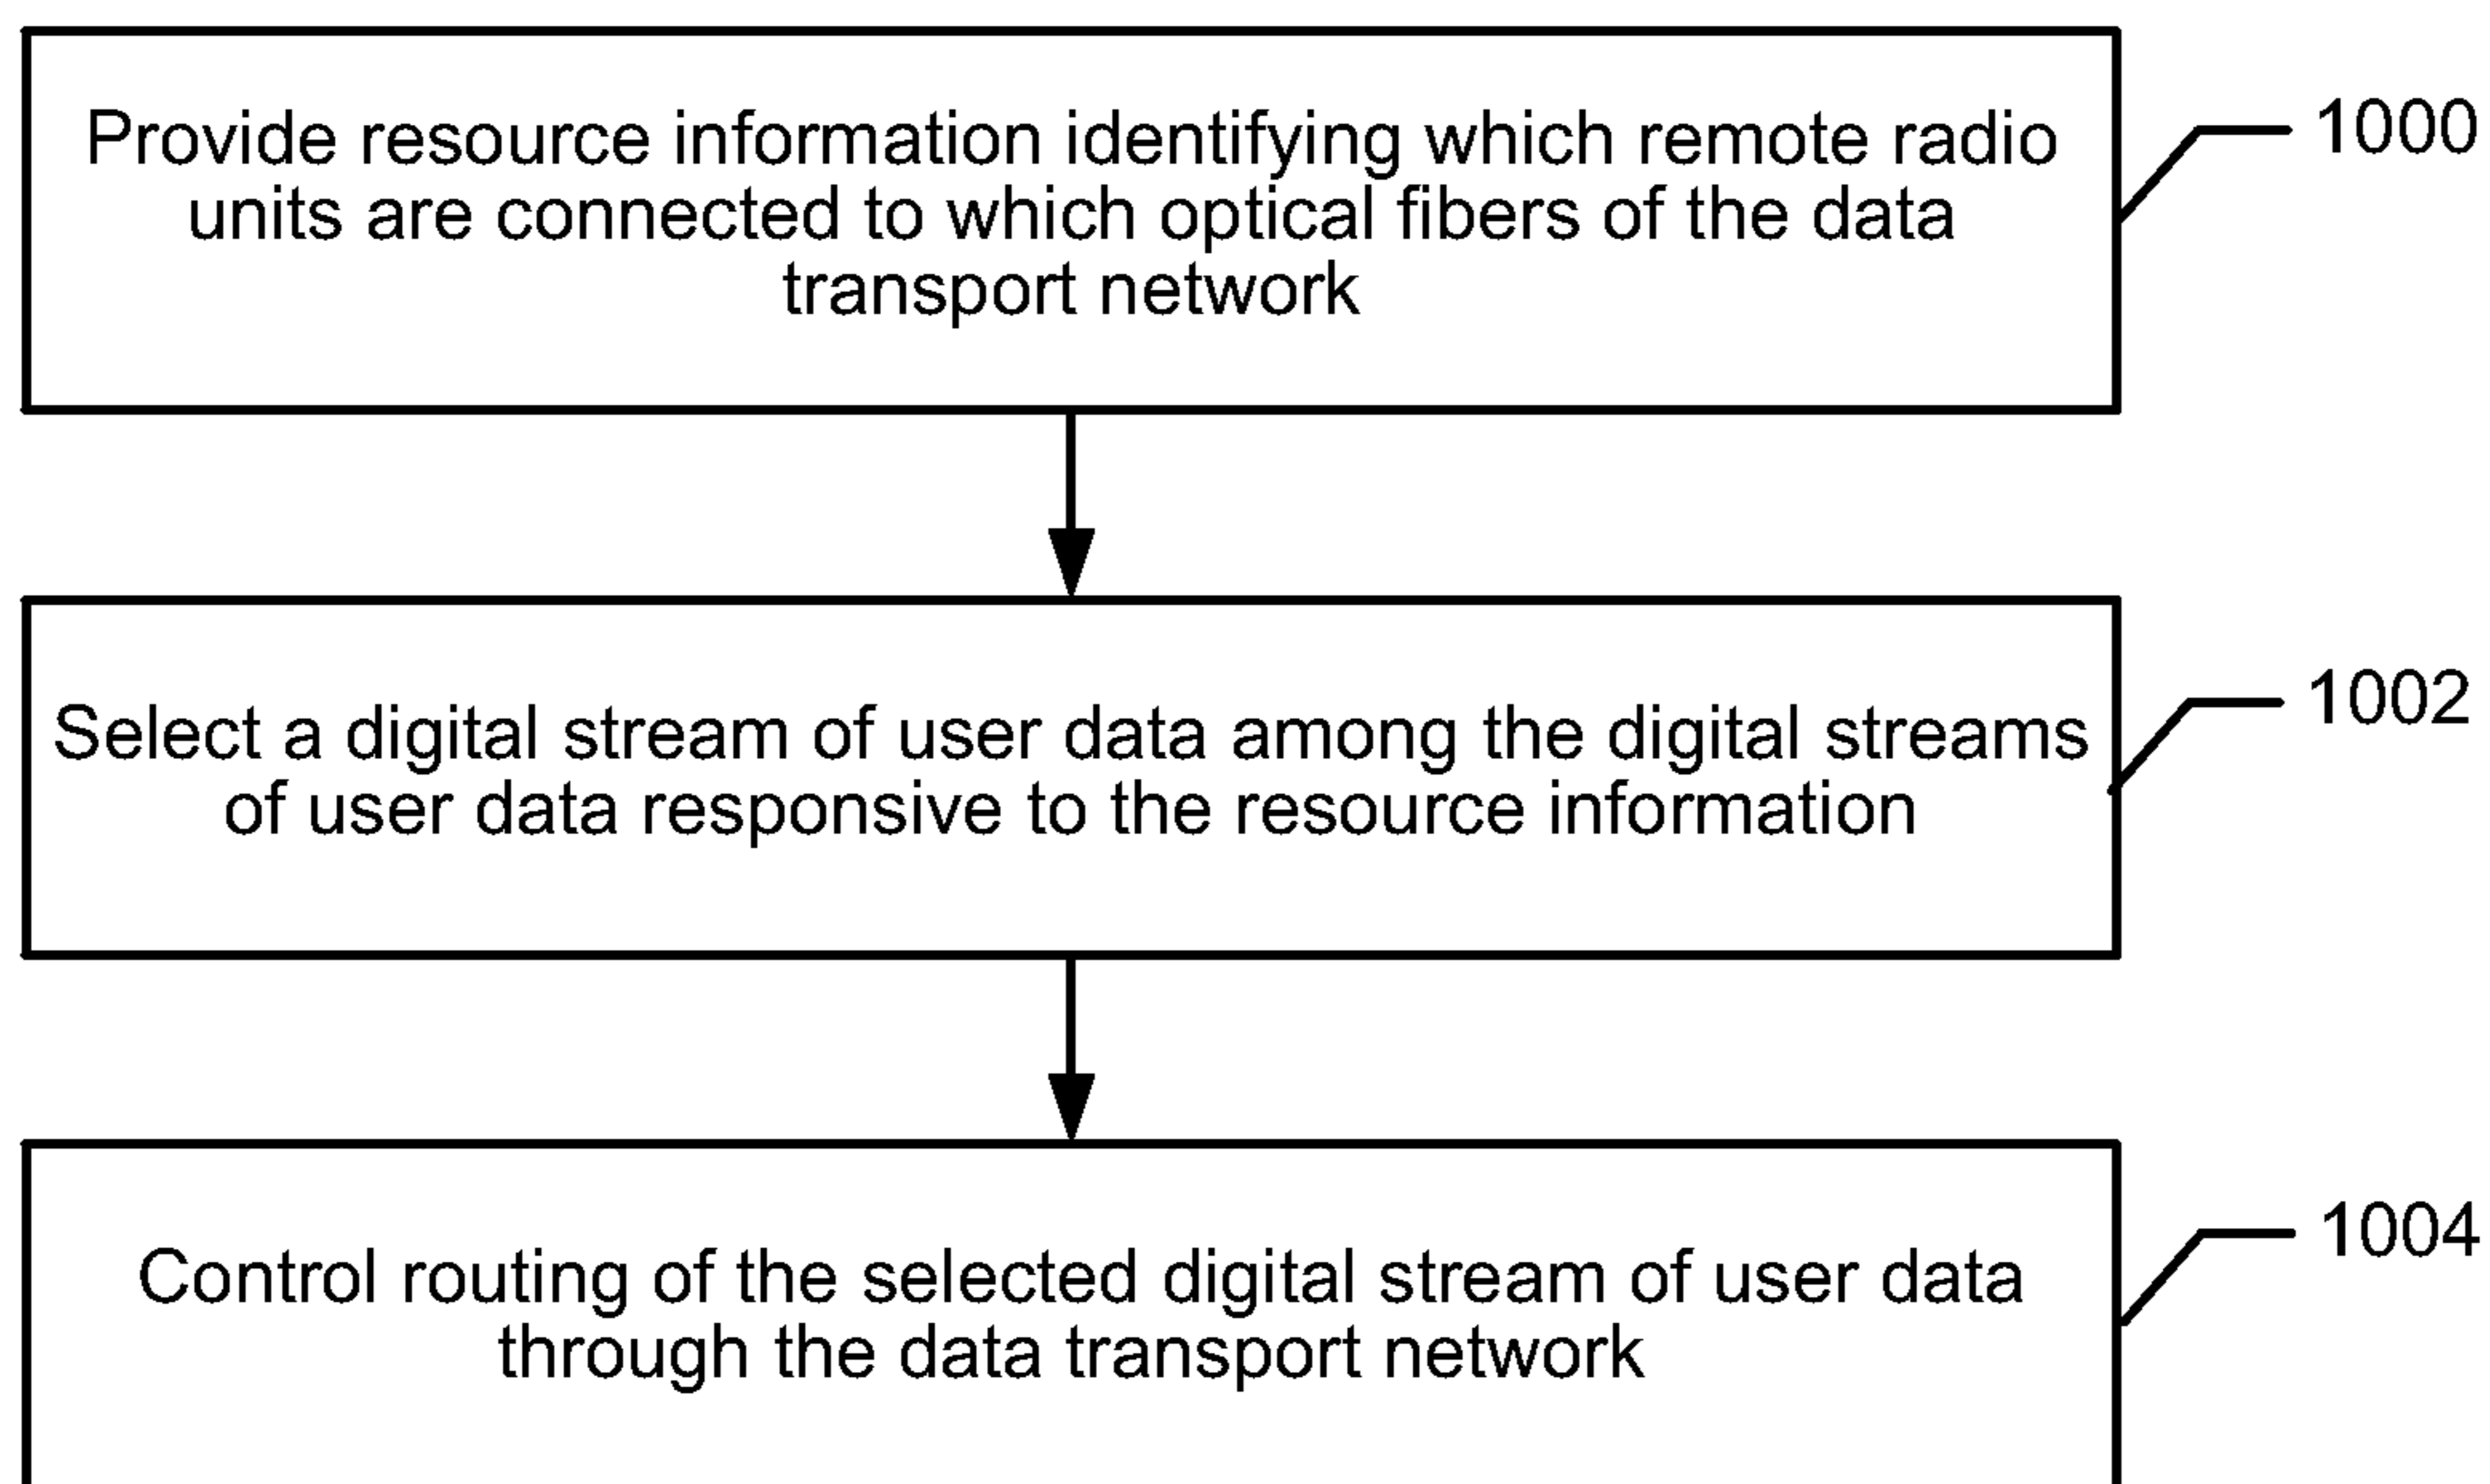 Provide resource information identifying which remote radio
units are connected to which optical fibers of the data
transport network
1000
Select a digital stream of user data among the digital streams
of user data responsive to the resource information
1002
Control routing of the selected digital stream of user data
through the data transport network
1004